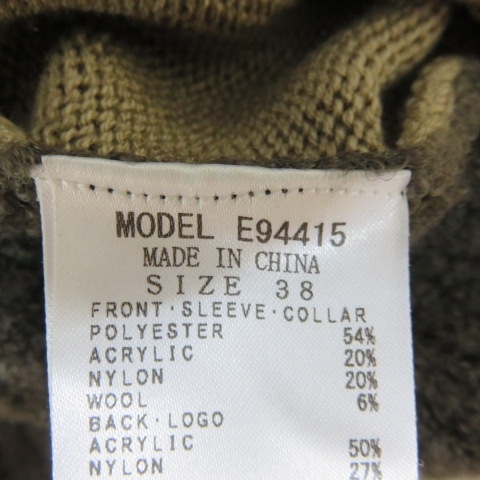 MODEL E94415
MADE IN CHINA
SIZE 38
FRONT·SLEEVE·COLLAR
POLYESTER 54%
ACRYLIC 20%
NYLON 20%
WOOL 6%
BACK·LOGO
ACRYLIC 50%
NYLON 27%